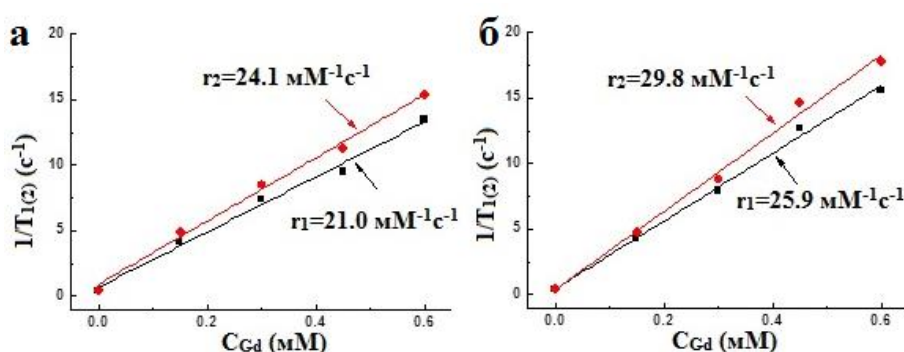 а
20
15
10
5
0
1/T1(2) (c-1)
r2=24.1 мМ-1с-1
r1=21.0 мМ-1с-1
0.0 0.2 0.4 0.6
CGd (мМ)
б
20
15
10
5
0
1/T1(2) (c-1)
r2=29.8 мМ-1с-1
r1=25.9 мМ-1с-1
0.0 0.2 0.4 0.6
CGd (мМ)